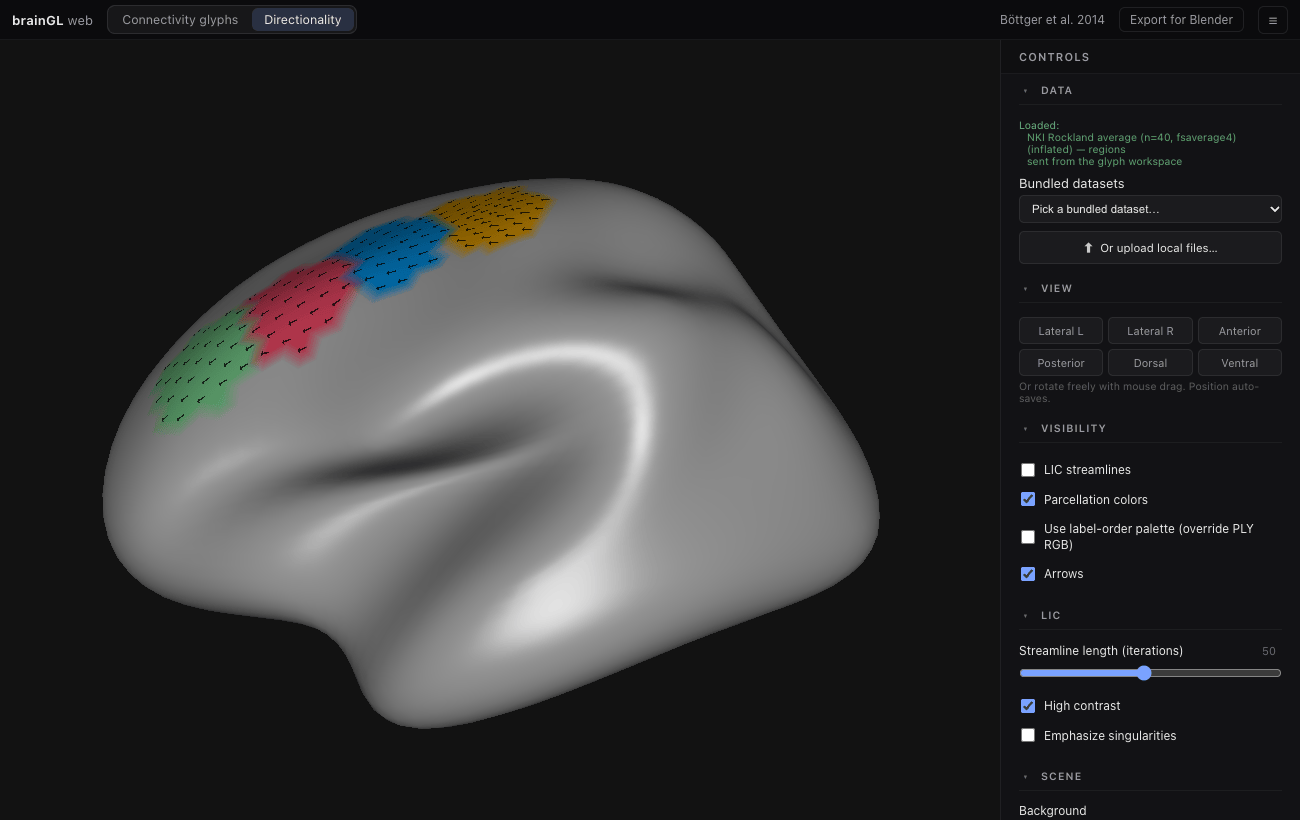 brainGL web
Connectivity glyphs
Directionality
Böttger et al. 2014
Export for Blender
≡
CONTROLS
DATA
Loaded:
NKI Rockland average (n=40, fsaverage4)
(inflated) — regions
sent from the glyph workspace
Bundled datasets
Pick a bundled dataset...
⬆ Or upload local files...
VIEW
Lateral L
Lateral R
Anterior
Posterior
Dorsal
Ventral
Or rotate freely with mouse drag. Position auto-
saves.
VISIBILITY
LIC streamlines
Parcellation colors
Use label-order palette (override PLY
RGB)
Arrows
LIC
Streamline length (iterations) 50
High contrast
Emphasize singularities
SCENE
Background